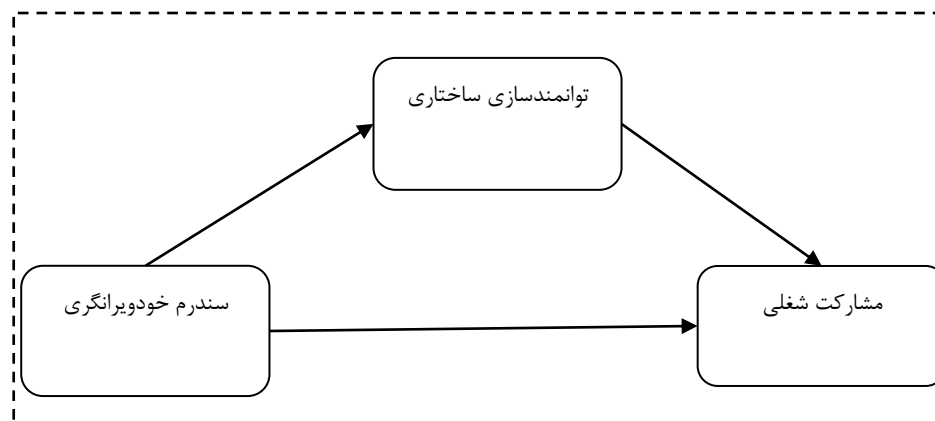 توانمندسازی ساختاری
سندرم خودویرانگری
مشارکت شغلی